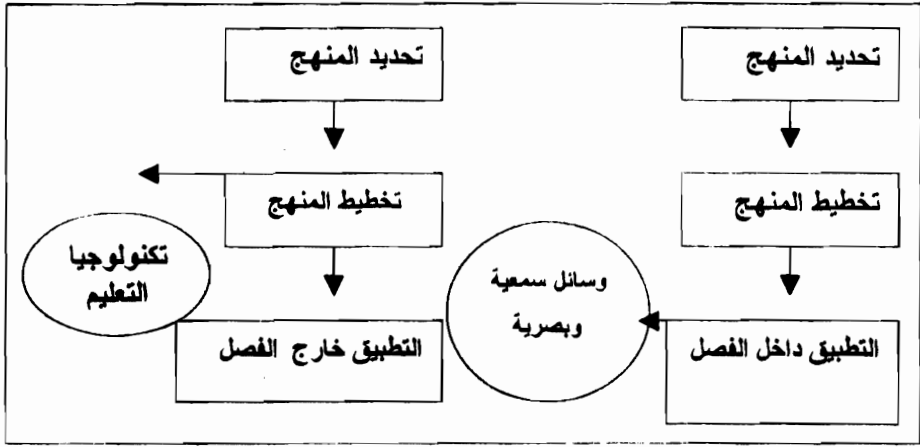 تحديد المنهج
تحديد المنهج
تخطيط المنهج
تخطيط المنهج
وسائل سمعية
وبصرية
تكنولوجيا
التعليم
التطبيق داخل الفصل
التطبيق خارج الفصل